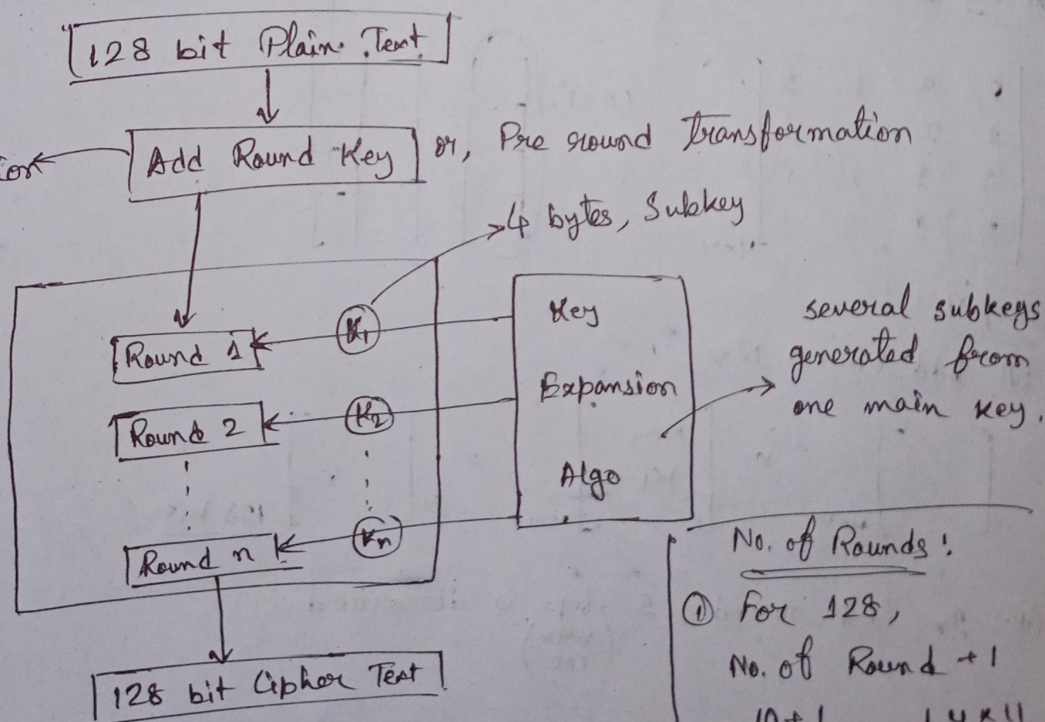 128 bit Plain Text
Add Round Key or, Pre round transformation
4 bytes, Subkey
K1
Round 1
K2
Round 2
Kn
Round n
Key
Expansion
Algo
several subkeys
generated from
one main key.
128 bit Cipher Text
No. of Rounds:
① For 128,
No. of Round + 1
10+1